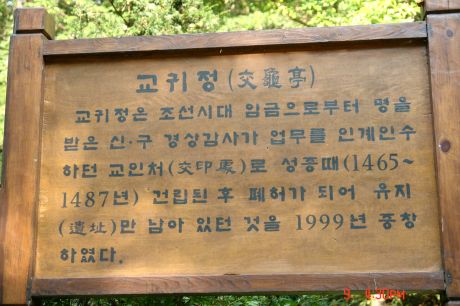 교귀정(交龜亭)
교귀정은 조선시대 임금으로부터 명을
받은 신·구 경상감사가 업무를 인계인수
하던 교인처(交印處)로 성종때(1465~
1487년) 건립된 후 폐허가 되어 유지
(遺址)만 남아 있던 것을 1999년 중창
하였다.